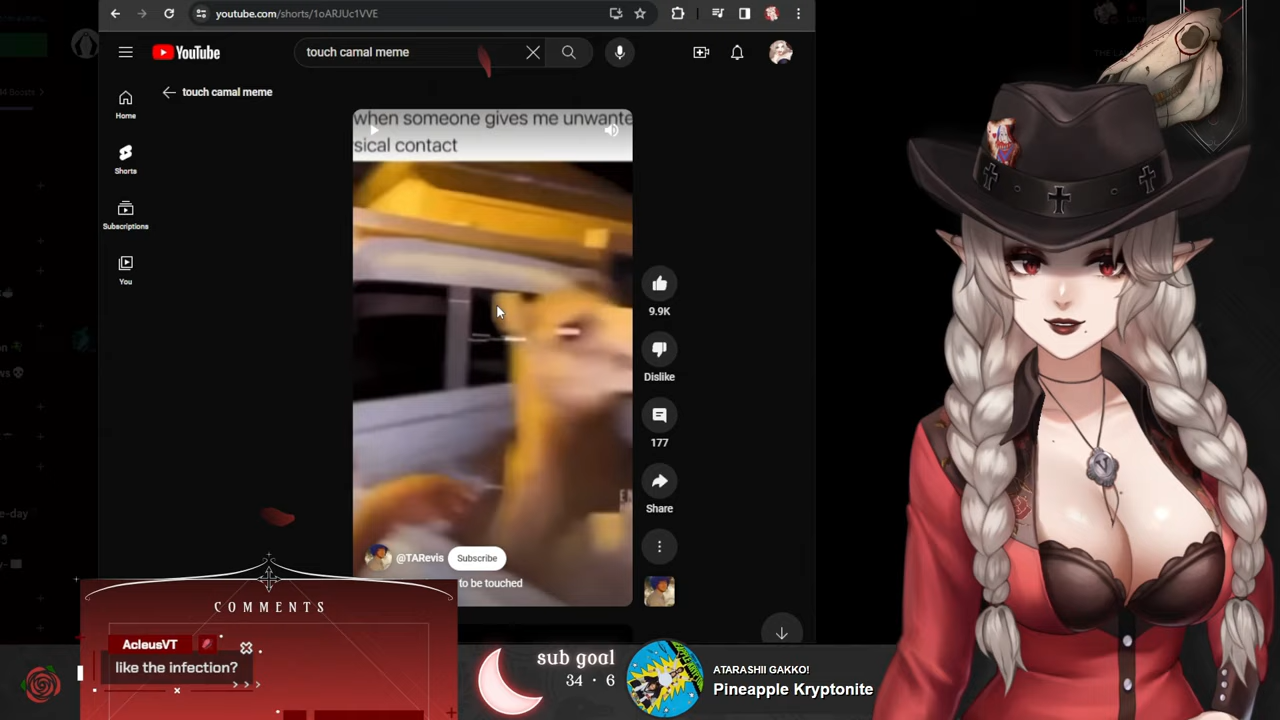 youtube.com/shorts/1oARJUc1VVE
YouTube
touch camal meme
Home
Shorts
Subscriptions
You
touch camal meme
when someone gives me unwante
sical contact
9.9K
Dislike
177
Share
@TARevis
Subscribe
to be touched
COMMENTS
AcleusVT
like the infection?
sub goal
34 · 6
ATARASHII GAKKO!
Pineapple Kryptonite
e-day